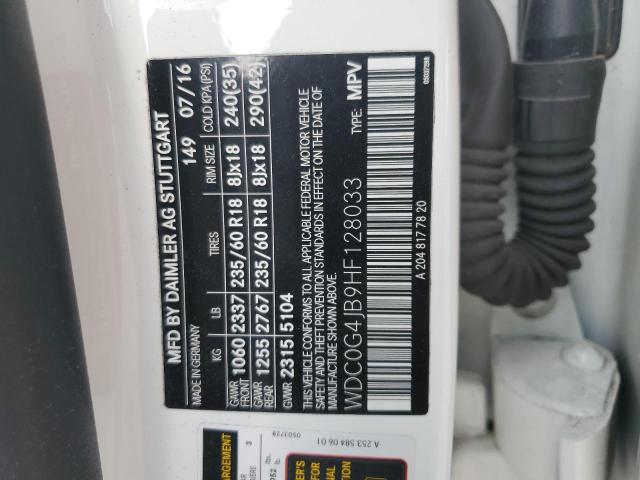 MFD BY DAIMLER AG STUTTGART
MADE IN GERMANY 149 07/16
KG LB TIRES RIM SIZE COLD KPA(PSI)
GAWR FRONT 1060 2337 235/60 R18 8Jx18 240(35)
GAWR REAR 1255 2767 235/60 R18 8Jx18 290(42)
GVWR 2315 5104
THIS VEHICLE CONFORMS TO ALL APPLICABLE FEDERAL MOTOR VEHICLE
SAFETY AND THEFT PREVENTION STANDARDS IN EFFECT ON THE DATE OF
MANUFACTURE SHOWN ABOVE.
WDC0G4JB9HF128033 TYPE: MPV
A 204 817 78 20
A 253 584 06 01